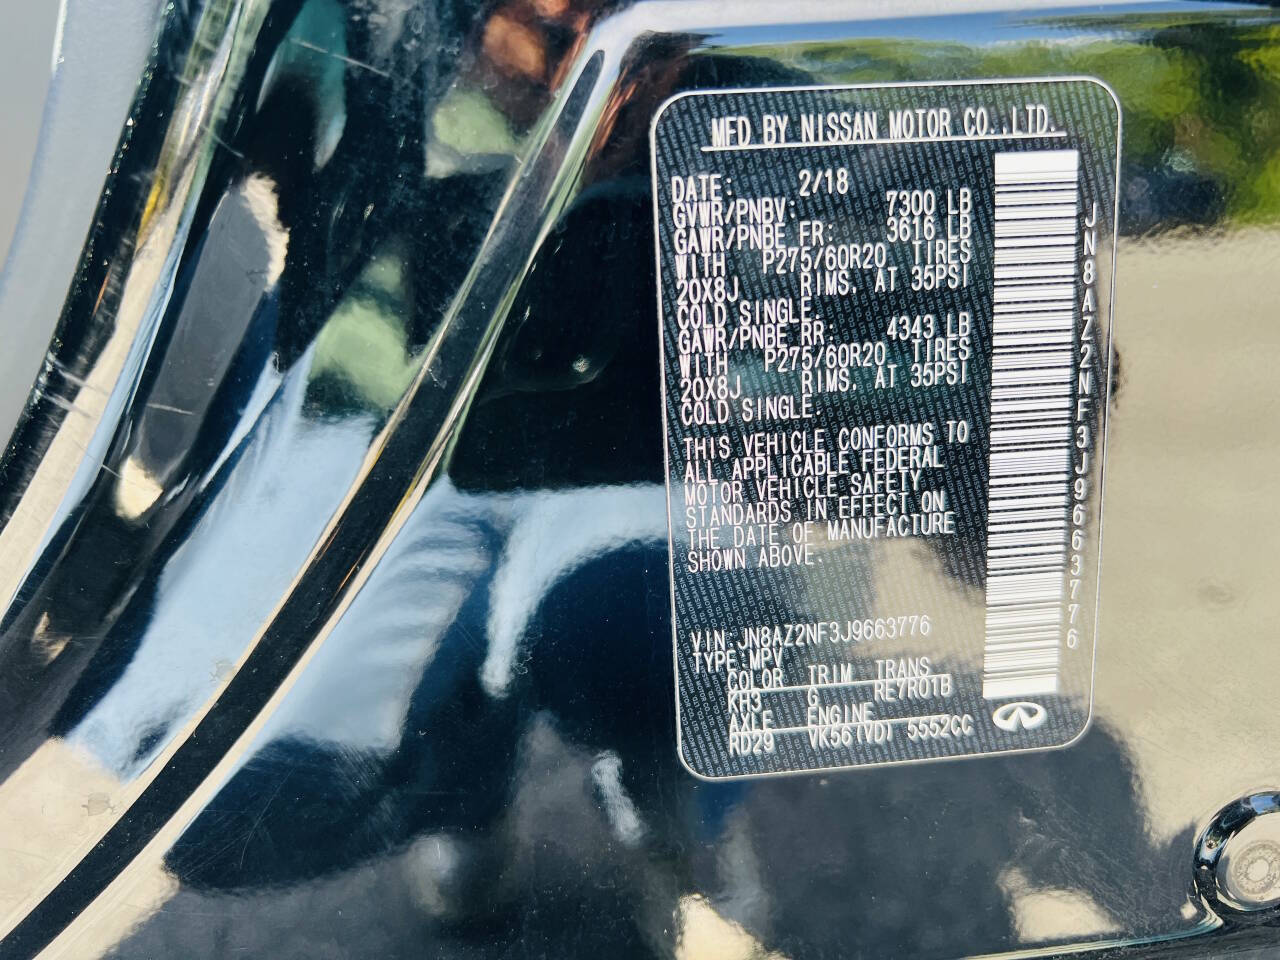 MFD BY NISSAN MOTOR CO.,LTD.
DATE: 2/18
GVWR/PNBV: 7300 LB
GAWR/PNBE FR: 3616 LB
WITH P275/60R20 TIRES
20X8J RIMS, AT 35PSI
COLD SINGLE.
GAWR/PNBE RR: 4343 LB
WITH P275/60R20 TIRES
20X8J RIMS, AT 35PSI
COLD SINGLE.
THIS VEHICLE CONFORMS TO
ALL APPLICABLE FEDERAL
MOTOR VEHICLE SAFETY
STANDARDS IN EFFECT ON
THE DATE OF MANUFACTURE
SHOWN ABOVE.
VIN:JN8AZ2NF3J9663776
TYPE:MPV
COLOR TRIM TRANS
KH3 G RE7R01B
AXLE ENGINE
RD29 VK56(VD) 5552CC
JN8AZ2NF3J9663776